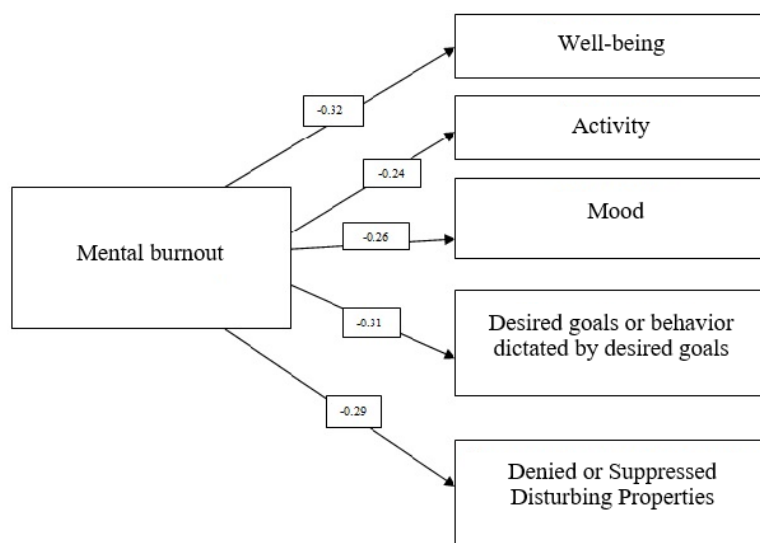 Well-being
-0.32
Activity
-0.24
Mood
Mental burnout
-0.26
Desired goals or behavior
dictated by desired goals
-0.31
-0.29
Denied or Suppressed
Disturbing Properties